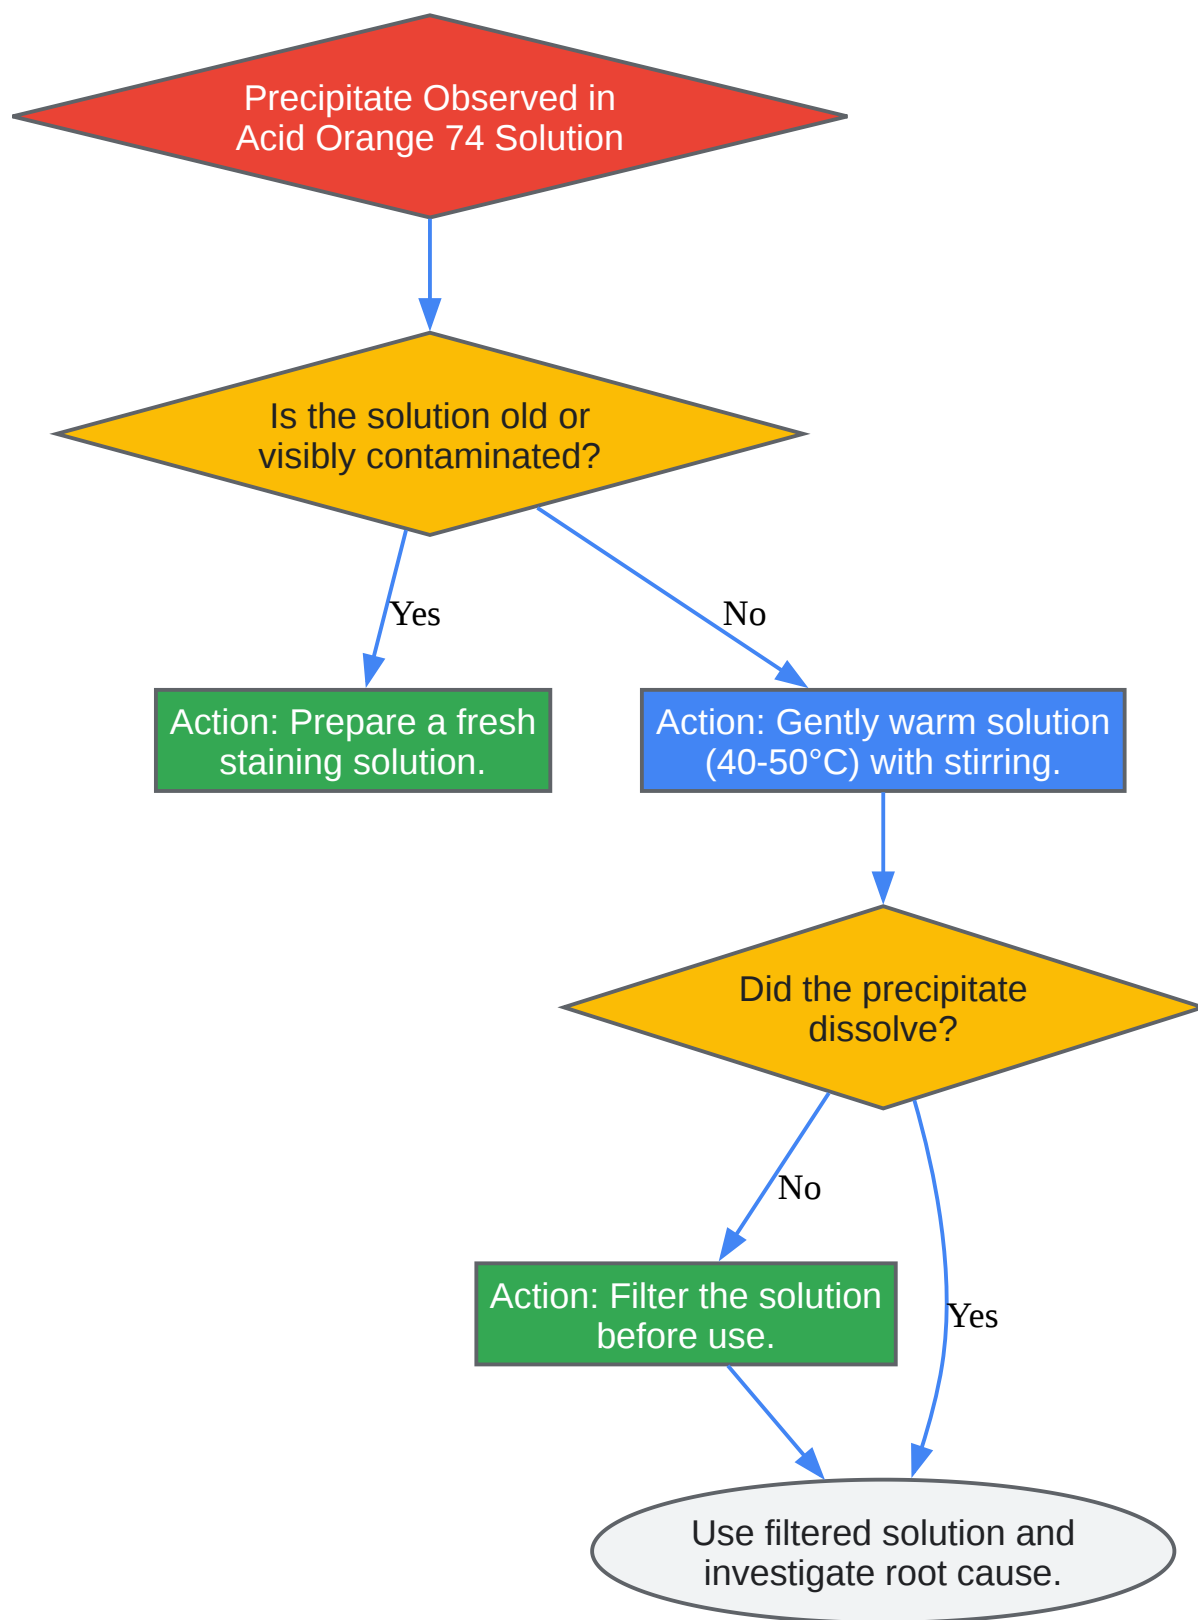 Precipitate Observed in
Acid Orange 74 Solution
Is the solution old or
visibly contaminated?
Yes
No
Action: Prepare a fresh
staining solution.
Action: Gently warm solution
(40-50°C) with stirring.
Did the precipitate
dissolve?
No
Action: Filter the solution
before use.
Yes
Use filtered solution and
investigate root cause.